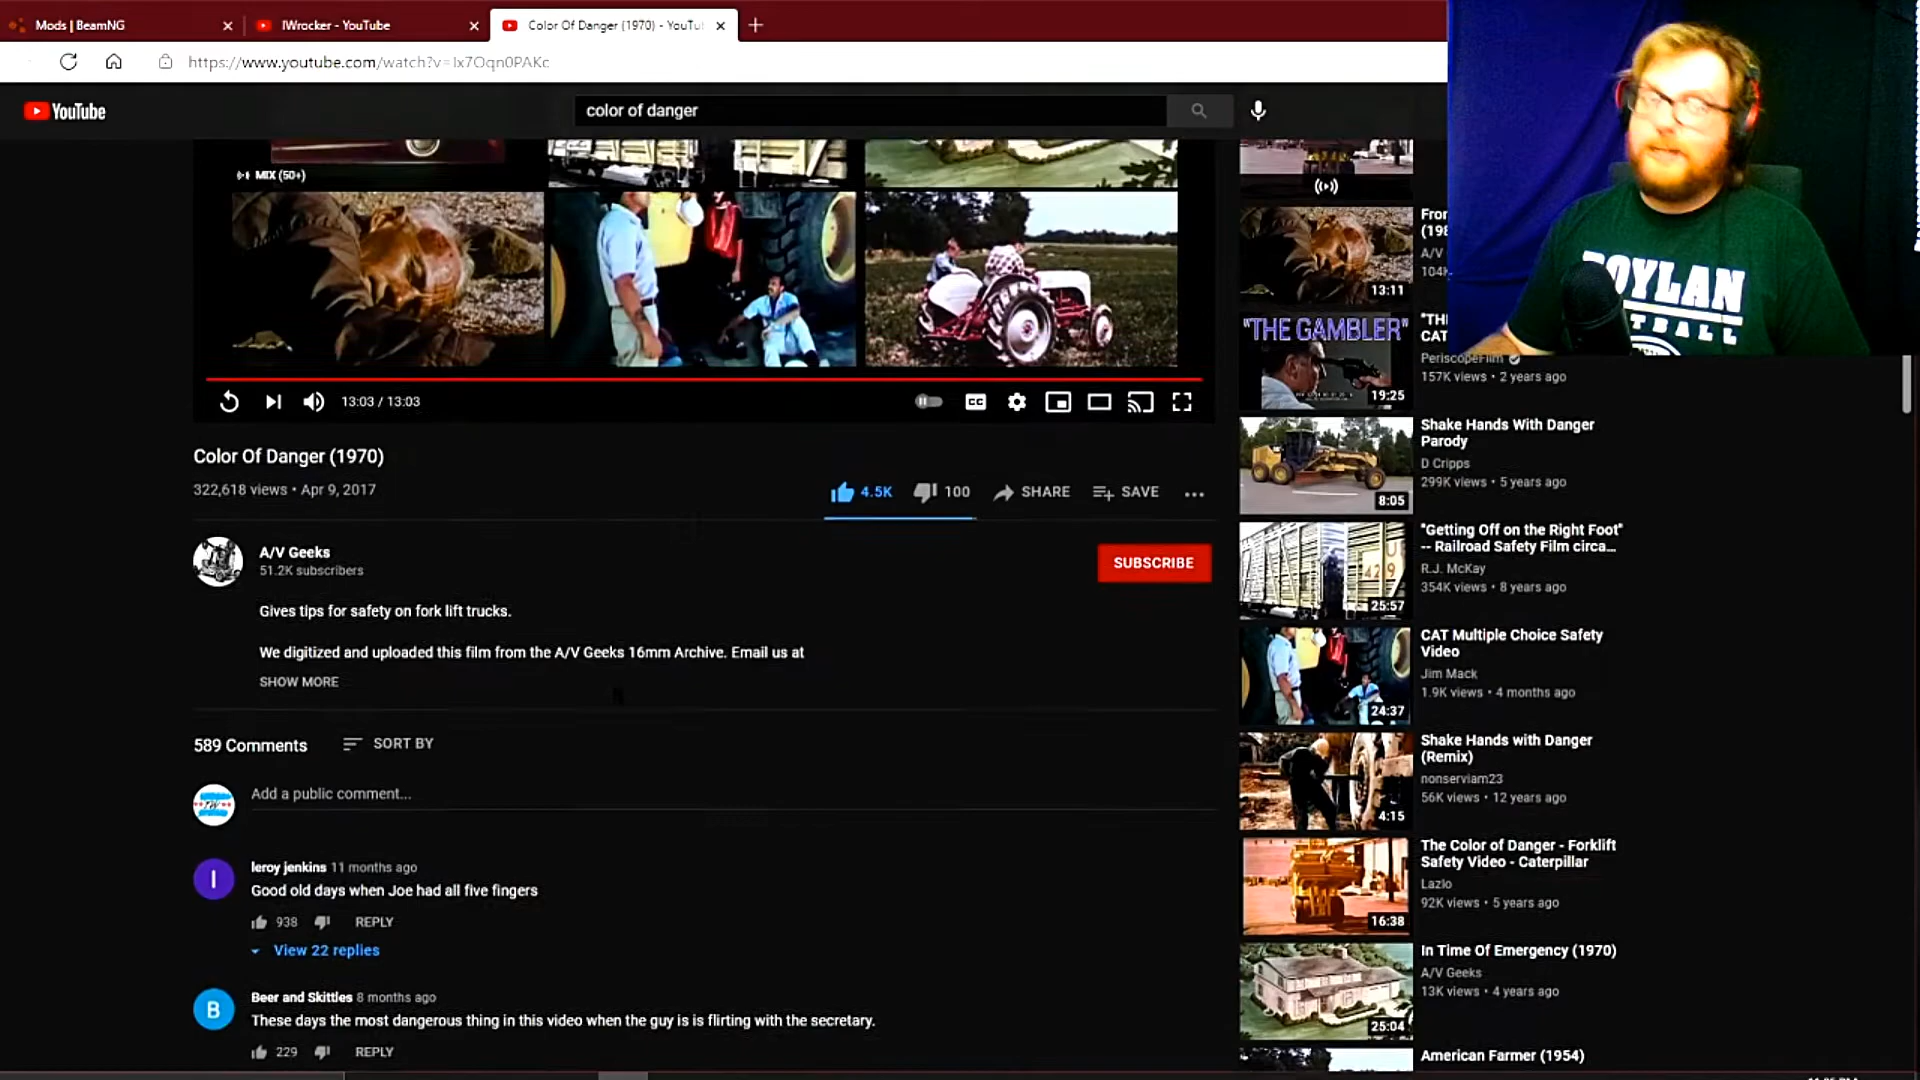 Mods | BeamNG
IWrocker - YouTube
Color Of Danger (1970) - YouTu
https://www.youtube.com/watch?v=Ix7Oqn0PAKc
YouTube
color of danger
MIX (50+)
13:03 / 13:03
CC
Color Of Danger (1970)
322,618 views • Apr 9, 2017
4.5K
100
SHARE
SAVE
A/V Geeks
51.2K subscribers
SUBSCRIBE
Gives tips for safety on fork lift trucks.
We digitized and uploaded this film from the A/V Geeks 16mm Archive. Email us at
SHOW MORE
589 Comments
SORT BY
Add a public comment...
leroy jenkins 11 months ago
Good old days when Joe had all five fingers
938
REPLY
View 22 replies
B
Beer and Skittles 8 months ago
These days the most dangerous thing in this video when the guy is is flirting with the secretary.
229
REPLY
13:11
A/V
104K
"THE GAMBLER"
19:25
CAT
PeriscopeFilm
157K views • 2 years ago
8:05
Shake Hands With Danger
Parody
D Cripps
299K views • 5 years ago
25:57
"Getting Off on the Right Foot"
-- Railroad Safety Film circa...
R.J. McKay
354K views • 8 years ago
24:37
CAT Multiple Choice Safety
Video
Jim Mack
1.9K views • 4 months ago
4:15
Shake Hands with Danger
(Remix)
nonserviam23
56K views • 12 years ago
16:38
The Color of Danger - Forklift
Safety Video - Caterpillar
Lazlo
92K views • 5 years ago
25:04
In Time Of Emergency (1970)
A/V Geeks
13K views • 4 years ago
American Farmer (1954)
OYLAN
TBALL